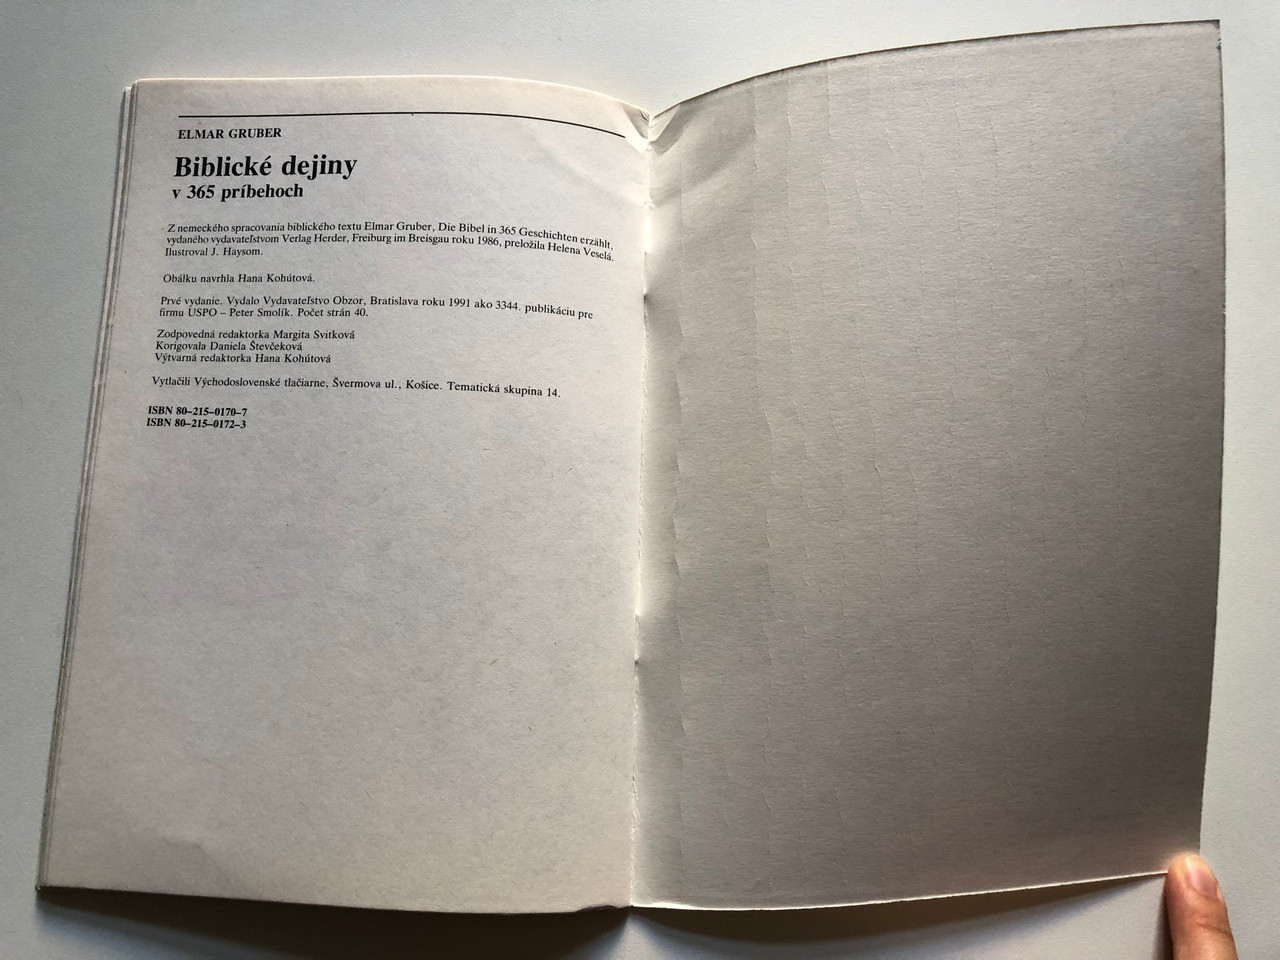 ELMAR GRUBER
Biblické dejiny
v 365 príbehoch
Z nemeckého spracovania biblického textu Elmar Gruber, Die Bibel in 365 Geschichten erzählt,
vydaného vydavateľstvom Verlag Herder, Freiburg im Breisgau roku 1986, preložila Helena Veselá.
Ilustroval J. Haysom.
Obálku navrhla Hana Kohútová.
Prvé vydanie. Vydalo Vydavateľstvo Obzor, Bratislava roku 1991 ako 3344. publikáciu pre
firmu USPO – Peter Smolík. Počet strán 40.
Zodpovedná redaktorka Margita Svitková
Korigovala Daniela Števčeková
Výtvarná redaktorka Hana Kohútová
Vytlačili Východoslovenské tlačiarne, Švermova ul., Košice. Tematická skupina 14.
ISBN 80–215–0170–7
ISBN 80–215–0172–3